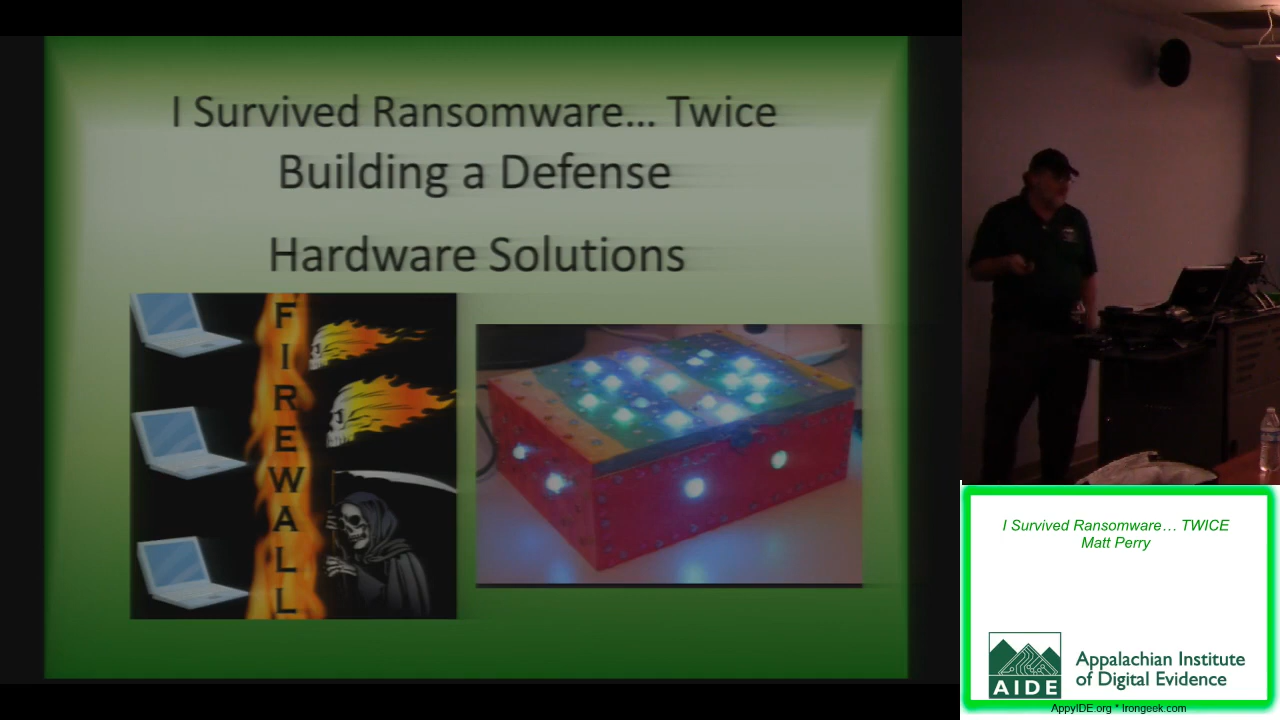 I Survived Ransomware... Twice
Building a Defense
Hardware Solutions
FIREWALL
I Survived Ransomware... TWICE
Matt Perry
AIDE
Appalachian Institute
of Digital Evidence
AppyIDE.org * Irongeek.com